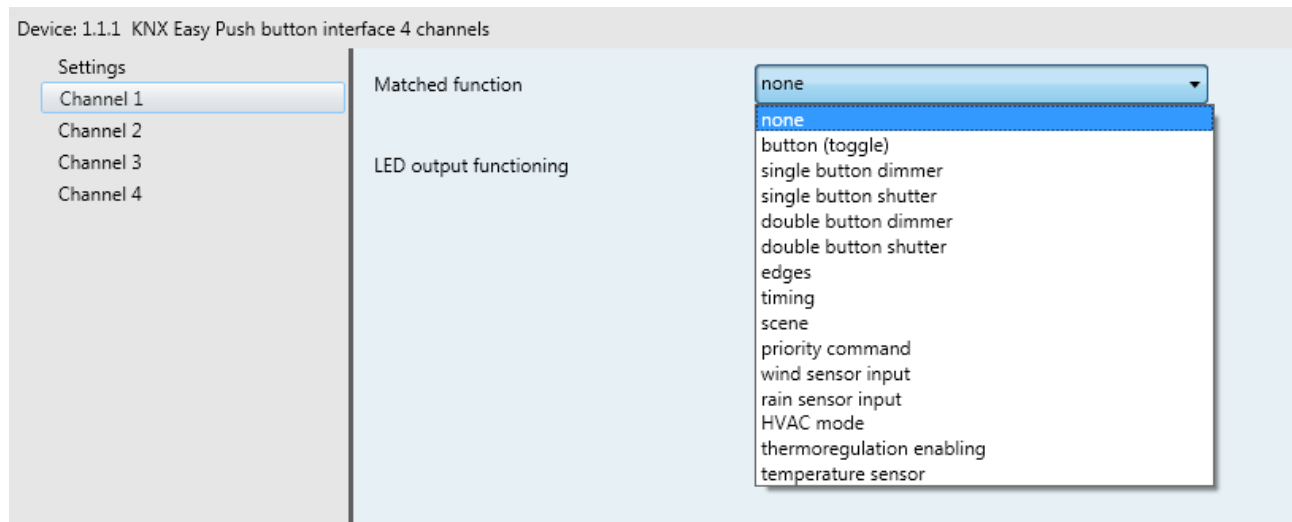 Device: 1.1.1 KNX Easy Push button interface 4 channels
Settings
Channel 1
Channel 2
Channel 3
Channel 4
Matched function
none
LED output functioning
none
button (toggle)
single button dimmer
single button shutter
double button dimmer
double button shutter
edges
timing
scene
priority command
wind sensor input
rain sensor input
HVAC mode
thermoregulation enabling
temperature sensor